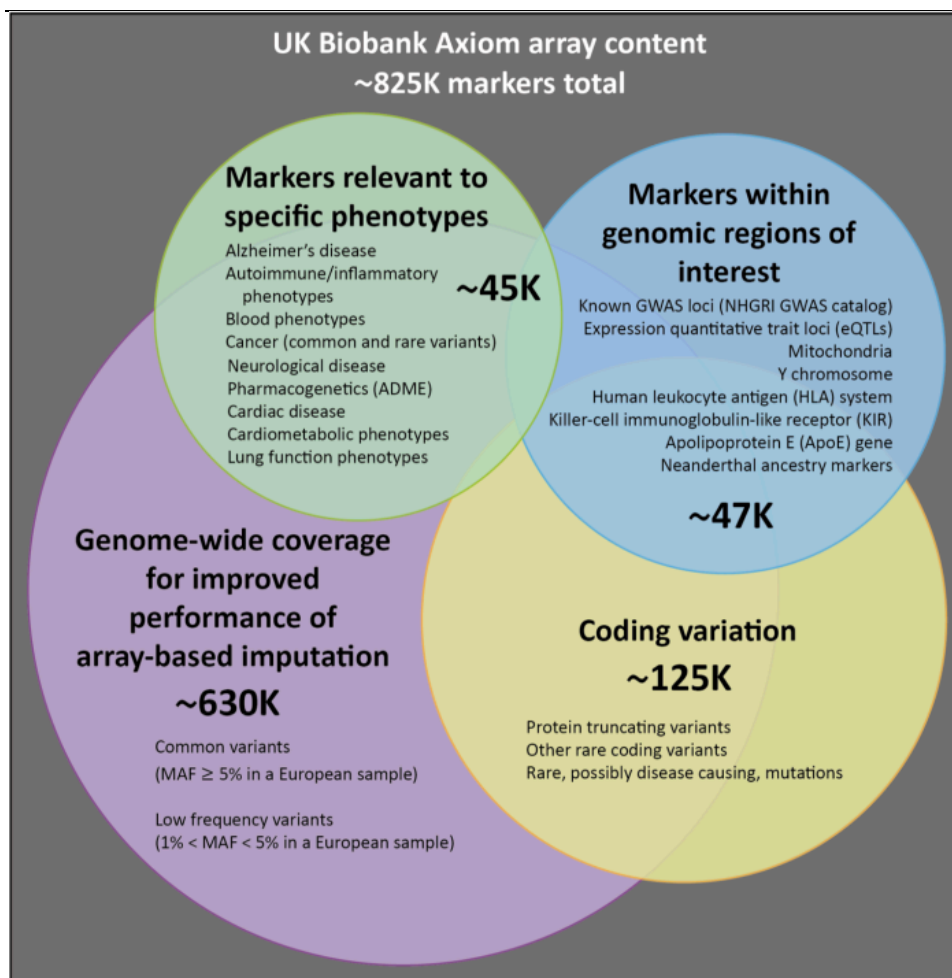 UK Biobank Axiom array content
~825K markers total
Markers relevant to
specific phenotypes
Alzheimer's disease
Autoimmune/inflammatory
phenotypes
Blood phenotypes
Cancer (common and rare variants)
Neurological disease
Pharmacogenetics (ADME)
Cardiac disease
Cardiometabolic phenotypes
Lung function phenotypes
~45K
Markers within
genomic regions of
interest
Known GWAS loci (NHGRI GWAS catalog)
Expression quantitative trait loci (eQTLs)
Mitochondria
Y chromosome
Human leukocyte antigen (HLA) system
Killer-cell immunoglobulin-like receptor (KIR)
Apolipoprotein E (ApoE) gene
Neanderthal ancestry markers
~47K
Genome-wide coverage
for improved
performance of
array-based imputation
~630K
Common variants
(MAF ≥ 5% in a European sample)
Low frequency variants
(1% < MAF < 5% in a European sample)
Coding variation
~125K
Protein truncating variants
Other rare coding variants
Rare, possibly disease causing, mutations